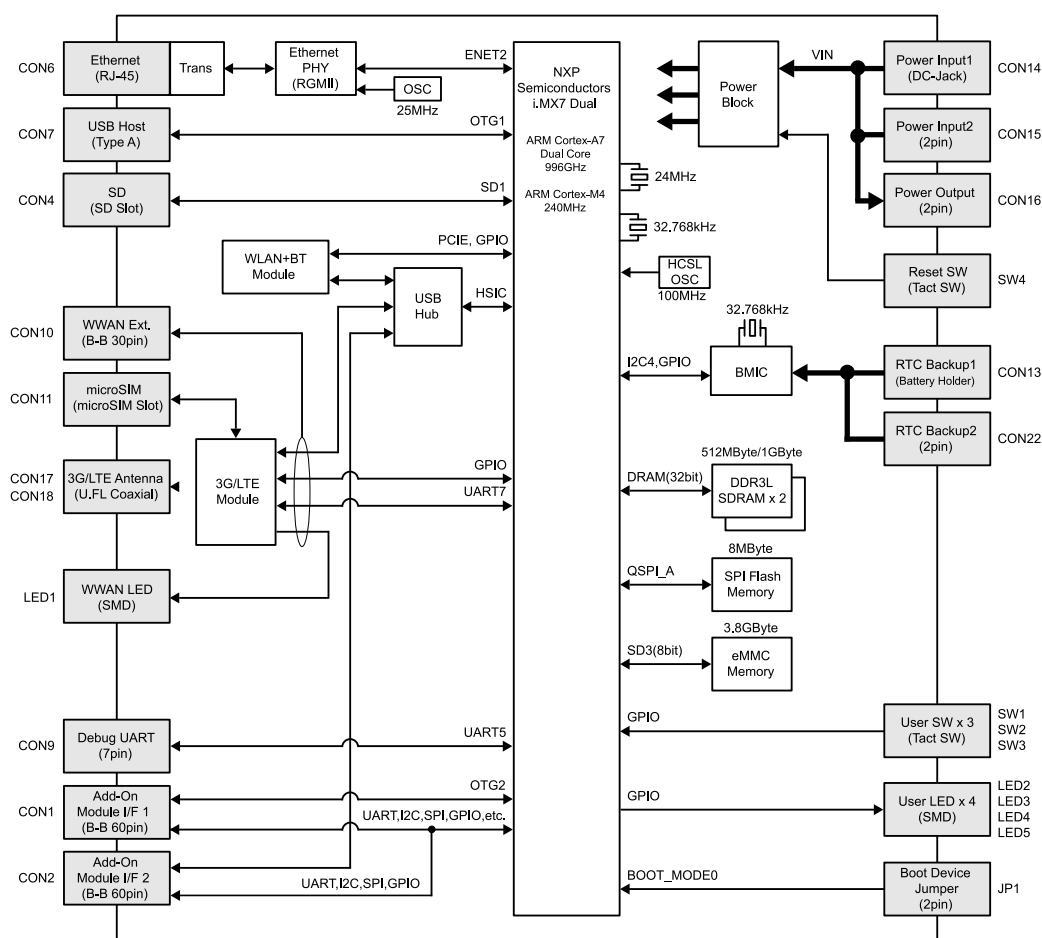 CON6
Ethernet
(RJ-45)
Trans
Ethernet
PHY
(RGMII)
OSC
25MHz
ENET2
CON7
USB Host
(Type A)
OTG1
CON4
SD
(SD Slot)
SD1
WLAN+BT
Module
PCIE, GPIO
USB
Hub
HSIC
CON10
WWAN Ext.
(B-B 30pin)
CON11
microSIM
(microSIM Slot)
CON17
CON18
3G/LTE Antenna
(U.FL Coaxial)
3G/LTE
Module
GPIO
UART7
LED1
WWAN LED
(SMD)
CON9
Debug UART
(7pin)
UART5
CON1
Add-On
Module I/F 1
(B-B 60pin)
OTG2
UART,I2C,SPI,GPIO,etc.
CON2
Add-On
Module I/F 2
(B-B 60pin)
UART,I2C,SPI,GPIO
NXP
Semiconductors
i.MX7 Dual
ARM Cortex-A7
Dual Core
996GHz
ARM Cortex-M4
240MHz
24MHz
32.768kHz
HCSL
OSC
100MHz
Power
Block
VIN
Power Input1
(DC-Jack)
CON14
Power Input2
(2pin)
CON15
Power Output
(2pin)
CON16
Reset SW
(Tact SW)
SW4
32.768kHz
I2C4,GPIO
BMIC
RTC Backup1
(Battery Holder)
CON13
RTC Backup2
(2pin)
CON22
512MByte/1GByte
DRAM(32bit)
DDR3L
SDRAM x 2
8MByte
QSPI_A
SPI Flash
Memory
3.8GByte
SD3(8bit)
eMMC
Memory
GPIO
User SW x 3
(Tact SW)
SW1
SW2
SW3
GPIO
User LED x 4
(SMD)
LED2
LED3
LED4
LED5
BOOT_MODE0
Boot Device
Jumper
(2pin)
JP1